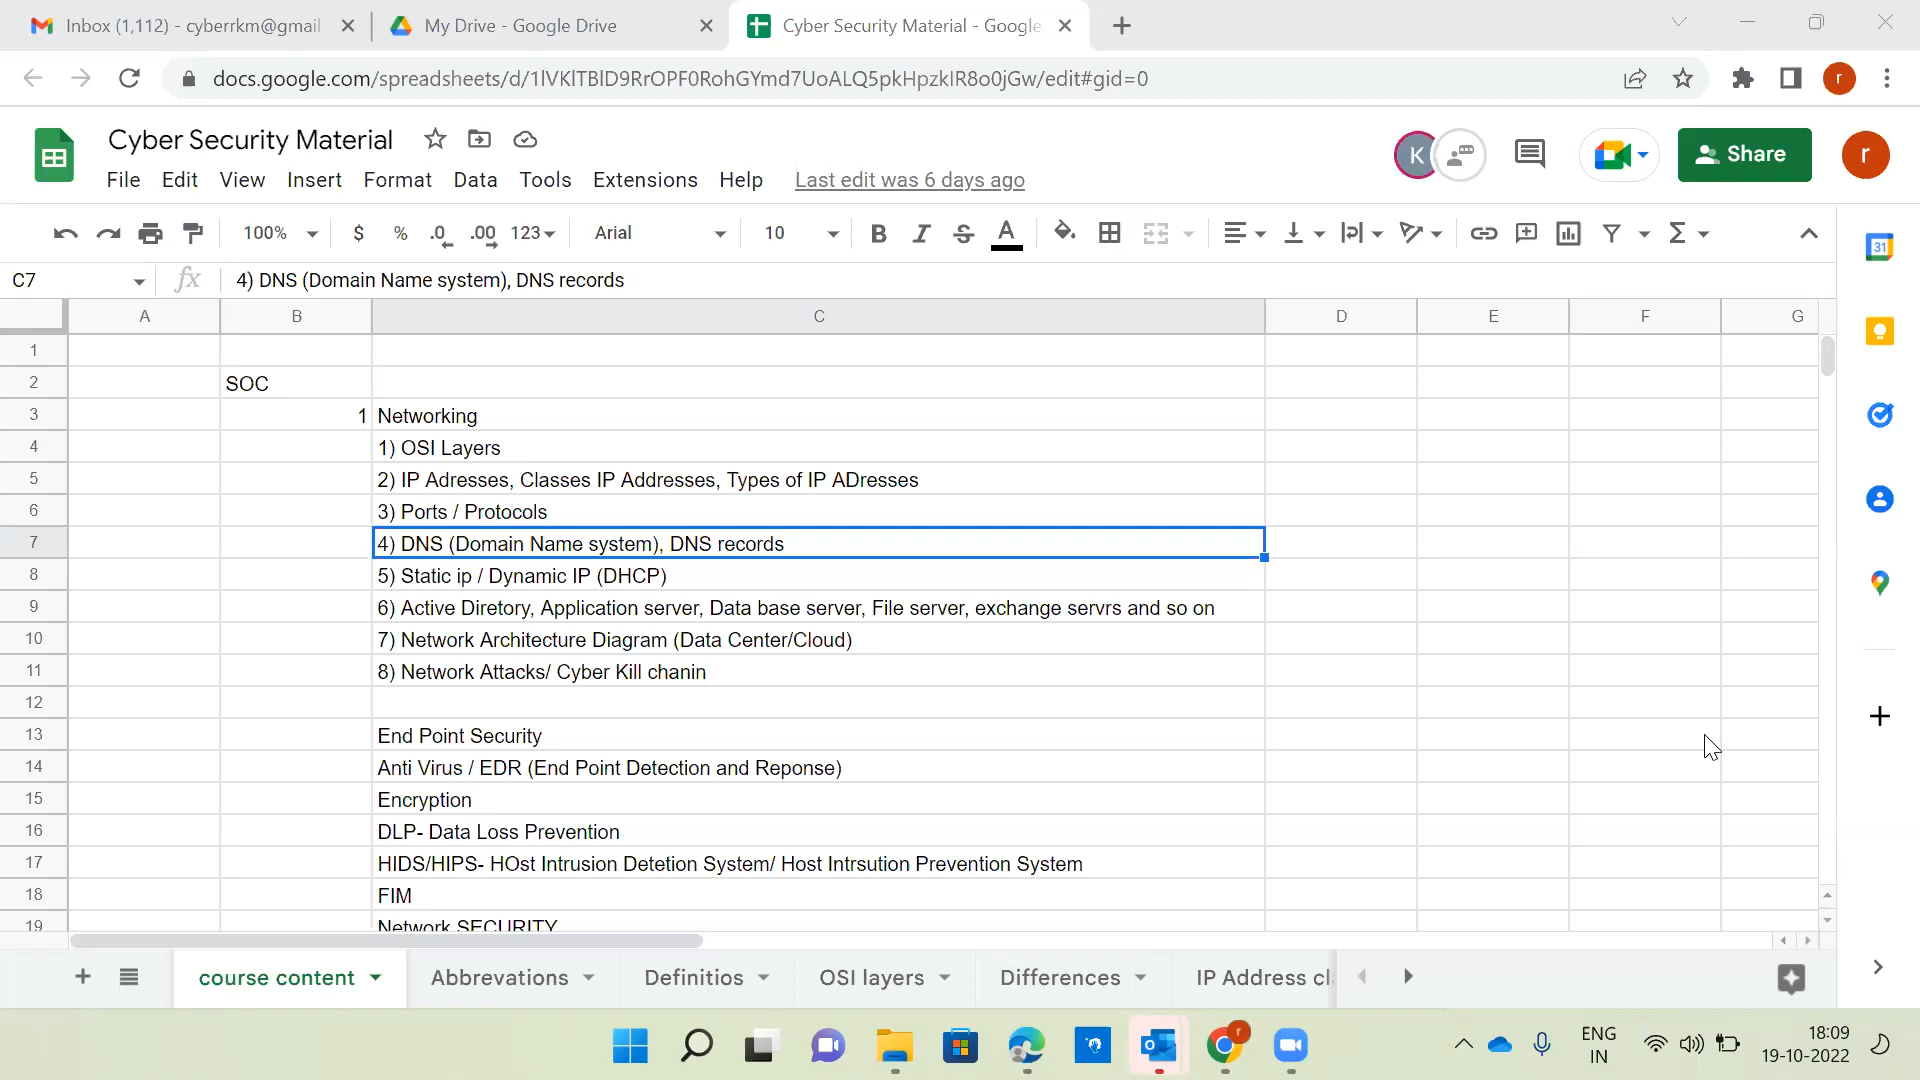 Inbox (1,112) - cyberrkm@gmail.
My Drive - Google Drive
Cyber Security Material - Google
docs.google.com/spreadsheets/d/1lVKlTBlD9RrOPF0RohGYmd7UoALQ5pkHpzkIR8o0jGw/edit#gid=0
r
Cyber Security Material
K
Share
r
File Edit View Insert Format Data Tools Extensions Help Last edit was 6 days ago
100% $ % .0 .00 123 Arial 10 B I S A
31
C7 fx 4) DNS (Domain Name system), DNS records
A B C D E F G
1
2 SOC
3 1 Networking
4 1) OSI Layers
5 2) IP Adresses, Classes IP Addresses, Types of IP ADresses
6 3) Ports / Protocols
7 4) DNS (Domain Name system), DNS records
8 5) Static ip / Dynamic IP (DHCP)
9 6) Active Diretory, Application server, Data base server, File server, exchange servrs and so on
10 7) Network Architecture Diagram (Data Center/Cloud)
11 8) Network Attacks/ Cyber Kill chanin
12
13 End Point Security
14 Anti Virus / EDR (End Point Detection and Reponse)
15 Encryption
16 DLP- Data Loss Prevention
17 HIDS/HIPS- HOst Intrusion Detetion System/ Host Intrsution Prevention System
18 FIM
19 Network SECURITY
course content Abbrevations Definitios OSI layers Differences IP Address cl
ENG
IN
18:09
19-10-2022